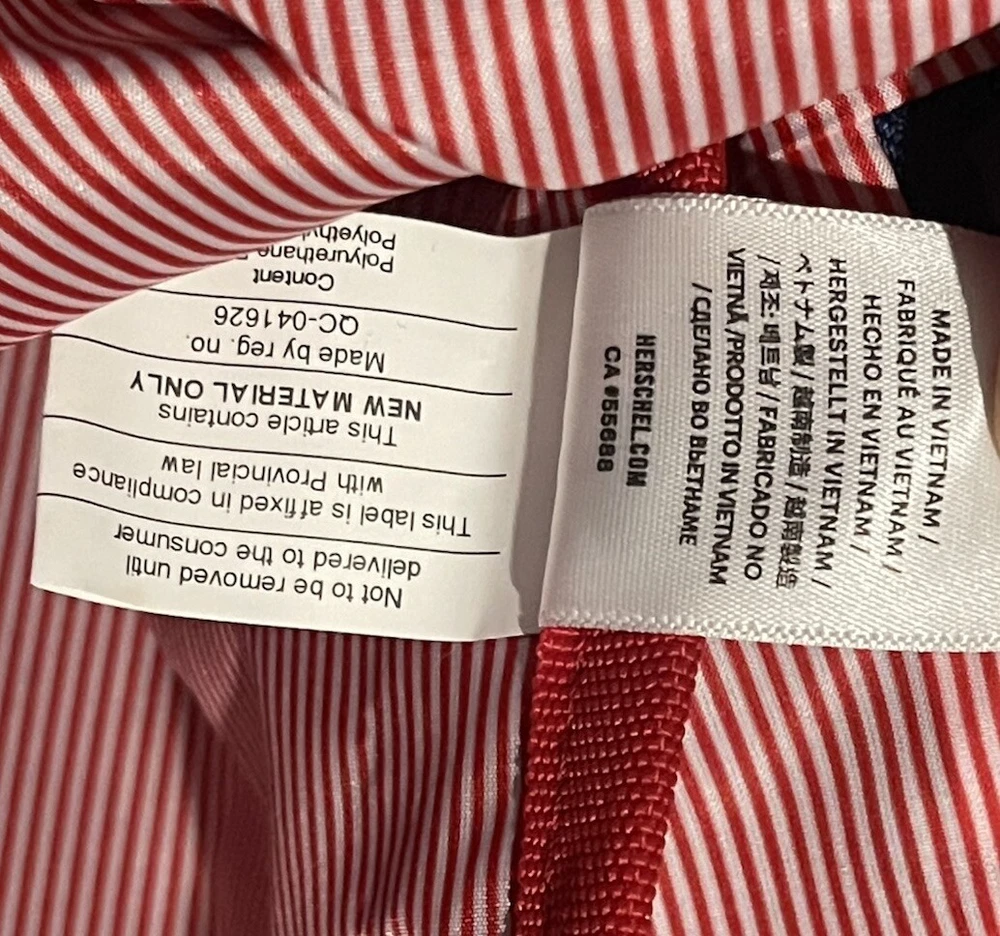 Not to be removed until
delivered to the consumer
This label is affixed in compliance
with Provincial law
This article contains
NEW MATERIAL ONLY
Made by reg. no.
QC-041626
Content
Polyurethane
MADE IN VIETNAM /
FABRIQUÉ AU VIETNAM /
HECHO EN VIETNAM /
HERGESTELLT IN VIETNAM /
ベトナム製 / 越南制造 / 越南製造
/ 제조: 베트남 / FABRICADO NO
VIETNÃ /PRODOTTO IN VIETNAM
/ СДЕЛАНО ВО ВЬЕТНАМЕ
HERSCHEL.COM
CA #55688